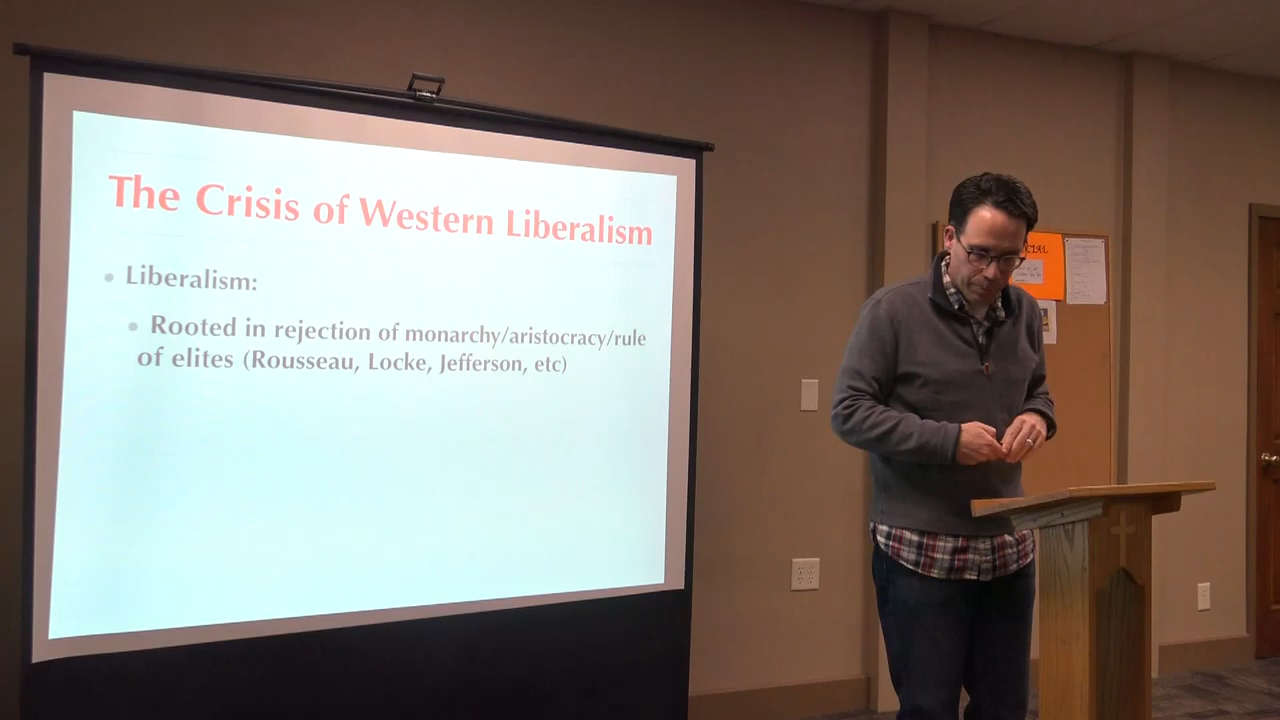 The Crisis of Western Liberalism
• Liberalism:
• Rooted in rejection of monarchy/aristocracy/rule
of elites (Rousseau, Locke, Jefferson, etc)